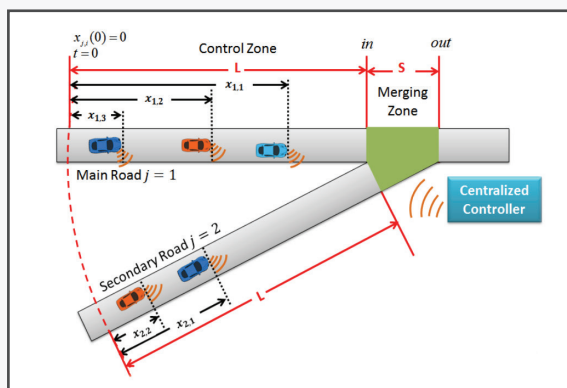 x_{j,i}(0)=0
t=0
Control Zone
in
out
L
S
Merging Zone
x_{1,1}
x_{1,2}
x_{1,3}
Main Road j = 1
Centralized
Controller
Secondary Road j = 2
L
x_{2,2}
x_{2,1}